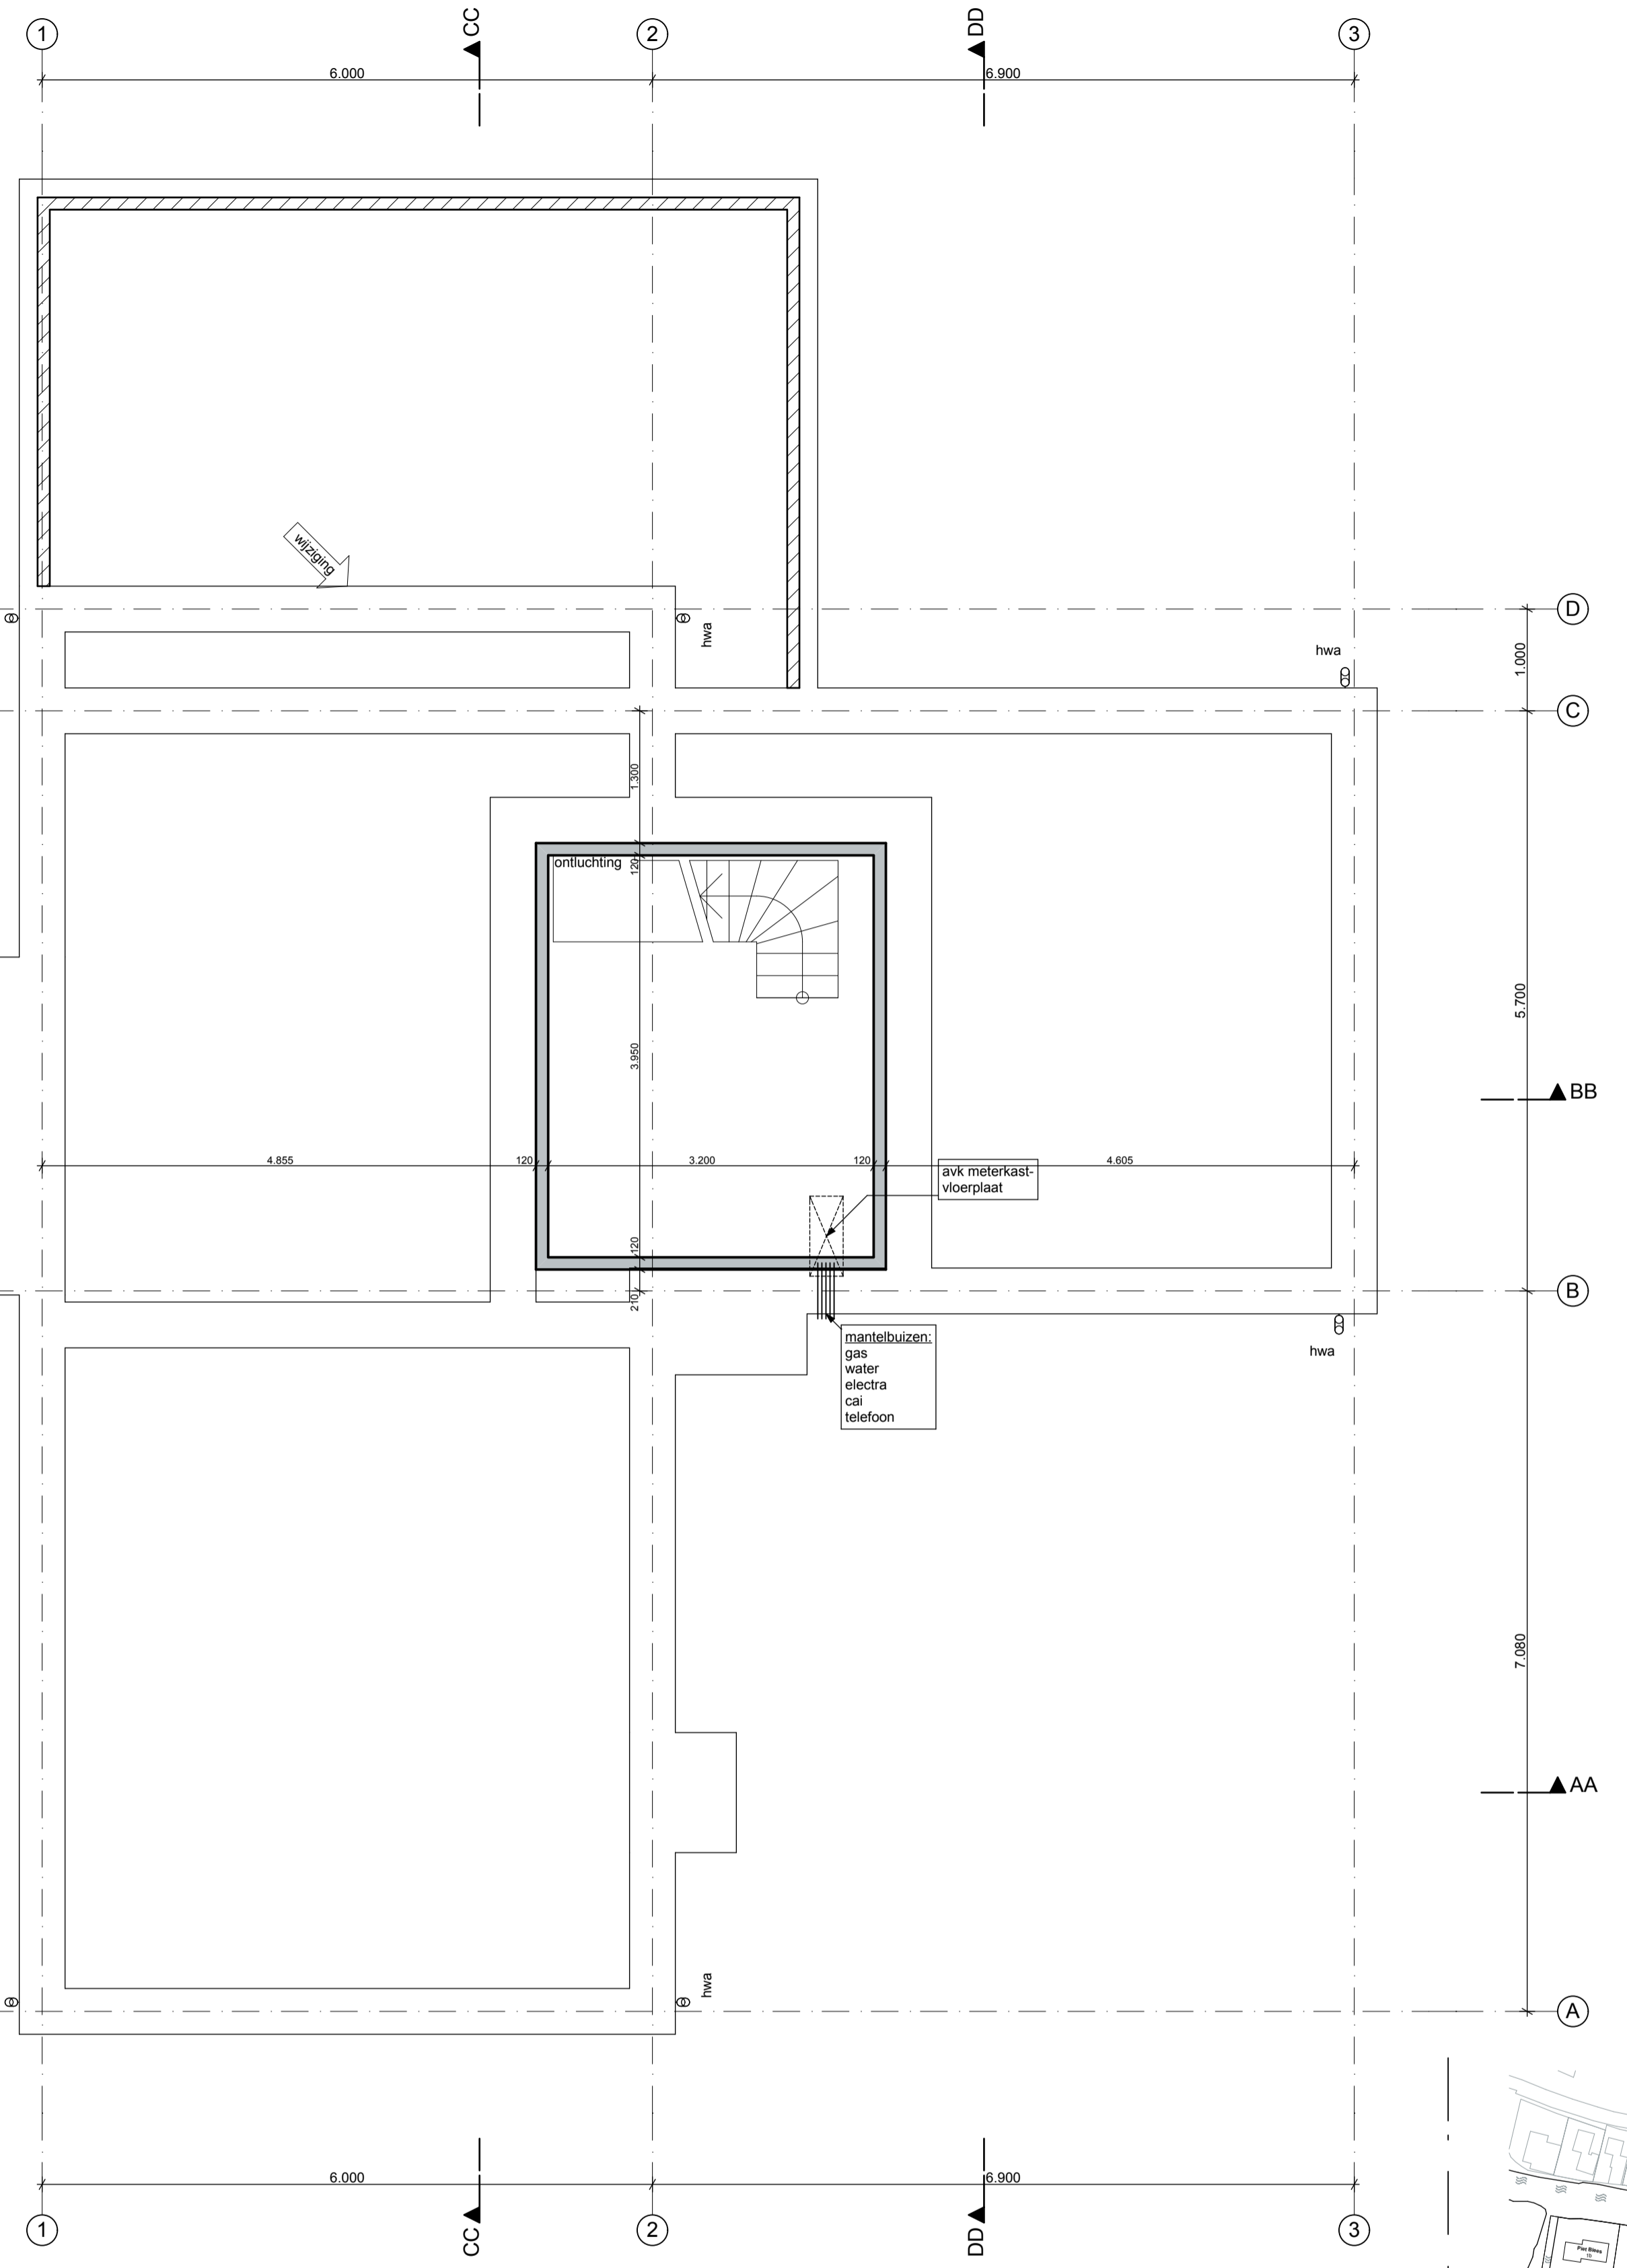 1
CC
2
DD
3
6.000
6.900
wijziging
D
hwa
hwa
1.000
C
1.300
120
ontluchting
5.700
3.950
BB
4.855
120
3.200
120
4.605
avk meterkast-
vloerplaat
120
B
210
mantelbuizen:
gas
water
electra
cai
telefoon
hwa
7.080
AA
hwa
A
6.000
6.900
1
CC
2
DD
3
Piet Blees